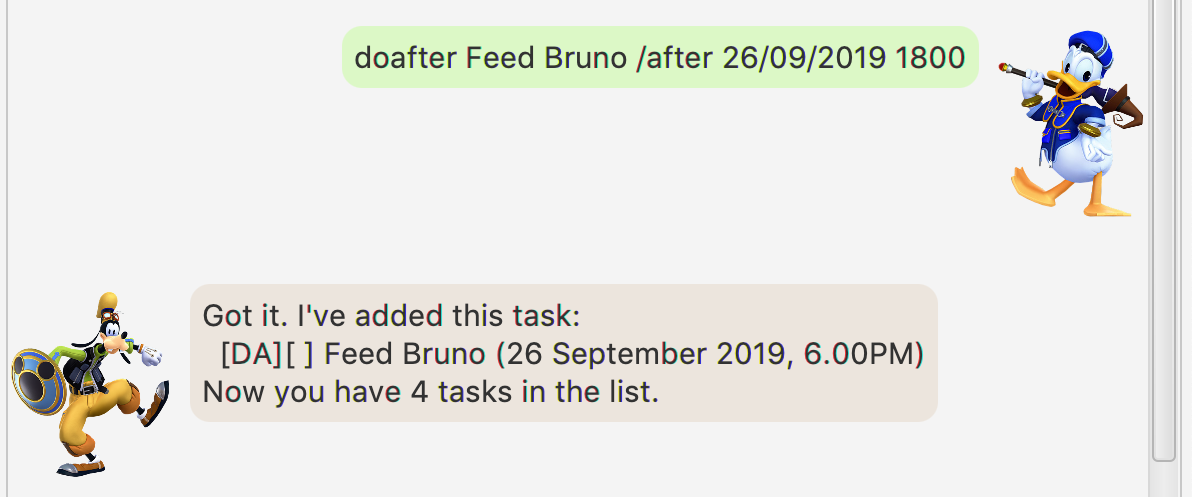 doafter Feed Bruno /after 26/09/2019 1800
Got it. I've added this task:
[DA][ ] Feed Bruno (26 September 2019, 6.00PM)
Now you have 4 tasks in the list.